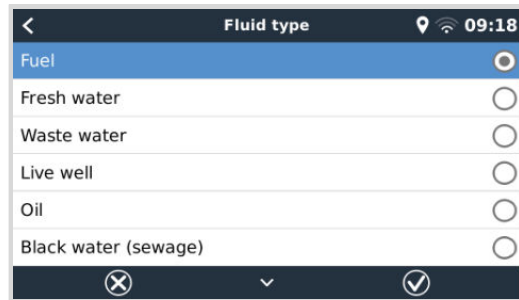 Fluid type 09:18
Fuel
Fresh water
Waste water
Live well
Oil
Black water (sewage)